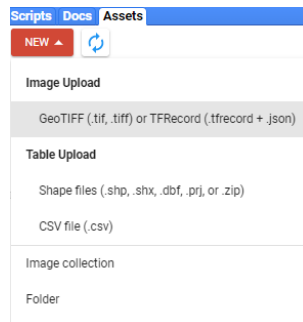 Scripts Docs Assets
NEW
Image Upload
GeoTIFF (.tif, .tiff) or TFRecord (.tfrecord + .json)
Table Upload
Shape files (.shp, .shx, .dbf, .prj, or .zip)
CSV file (.csv)
Image collection
Folder